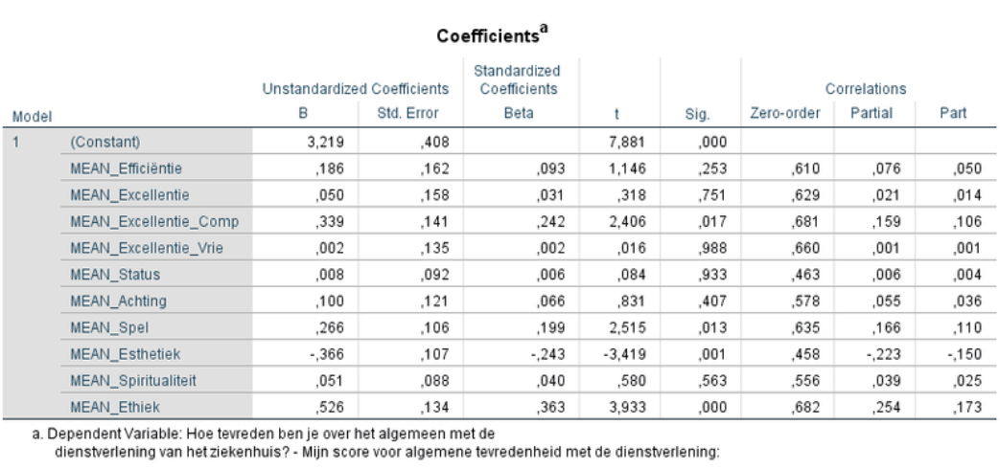 Coefficientsᵃ
Unstandardized Coefficients Standardized Coefficients Correlations
Model B Std. Error Beta t Sig. Zero-order Partial Part
1 (Constant) 3,219 ,408 7,881 ,000
MEAN_Efficiëntie ,186 ,162 ,093 1,146 ,253 ,610 ,076 ,050
MEAN_Excellentie ,050 ,158 ,031 ,318 ,751 ,629 ,021 ,014
MEAN_Excellentie_Comp ,339 ,141 ,242 2,406 ,017 ,681 ,159 ,106
MEAN_Excellentie_Vrie ,002 ,135 ,002 ,016 ,988 ,660 ,001 ,001
MEAN_Status ,008 ,092 ,006 ,084 ,933 ,463 ,006 ,004
MEAN_Achting ,100 ,121 ,066 ,831 ,407 ,578 ,055 ,036
MEAN_Spel ,266 ,106 ,199 2,515 ,013 ,635 ,166 ,110
MEAN_Esthetiek -,366 ,107 -,243 -3,419 ,001 ,458 -,223 -,150
MEAN_Spiritualiteit ,051 ,088 ,040 ,580 ,563 ,556 ,039 ,025
MEAN_Ethiek ,526 ,134 ,363 3,933 ,000 ,682 ,254 ,173
a. Dependent Variable: Hoe tevreden ben je over het algemeen met de
dienstverlening van het ziekenhuis? - Mijn score voor algemene tevredenheid met de dienstverlening: